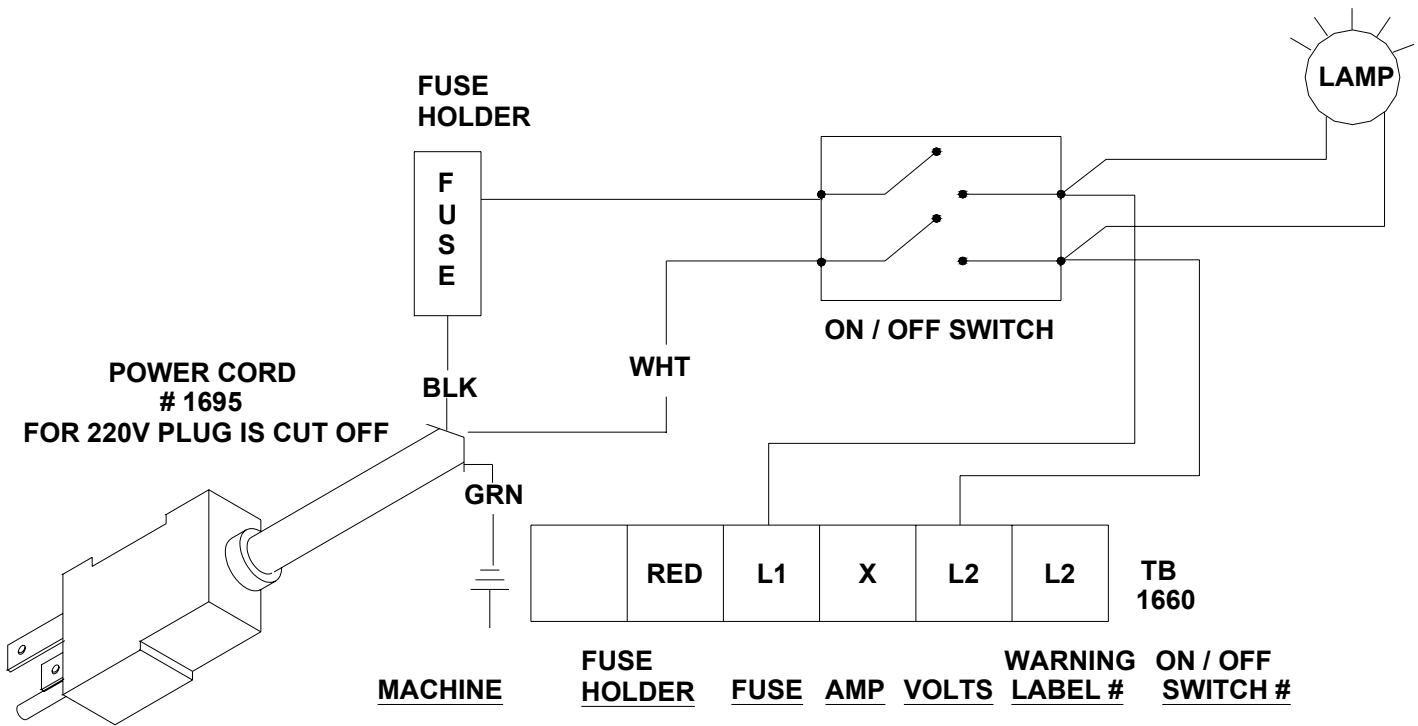 LAMP
FUSE
HOLDER
F
U
S
E
ON / OFF SWITCH
WHT
POWER CORD
# 1695
FOR 220V PLUG IS CUT OFF
BLK
GRN
RED L1 X L2 L2
TB
1660
MACHINE
FUSE
HOLDER
FUSE
AMP
VOLTS
WARNING
LABEL #
ON / OFF
SWITCH #